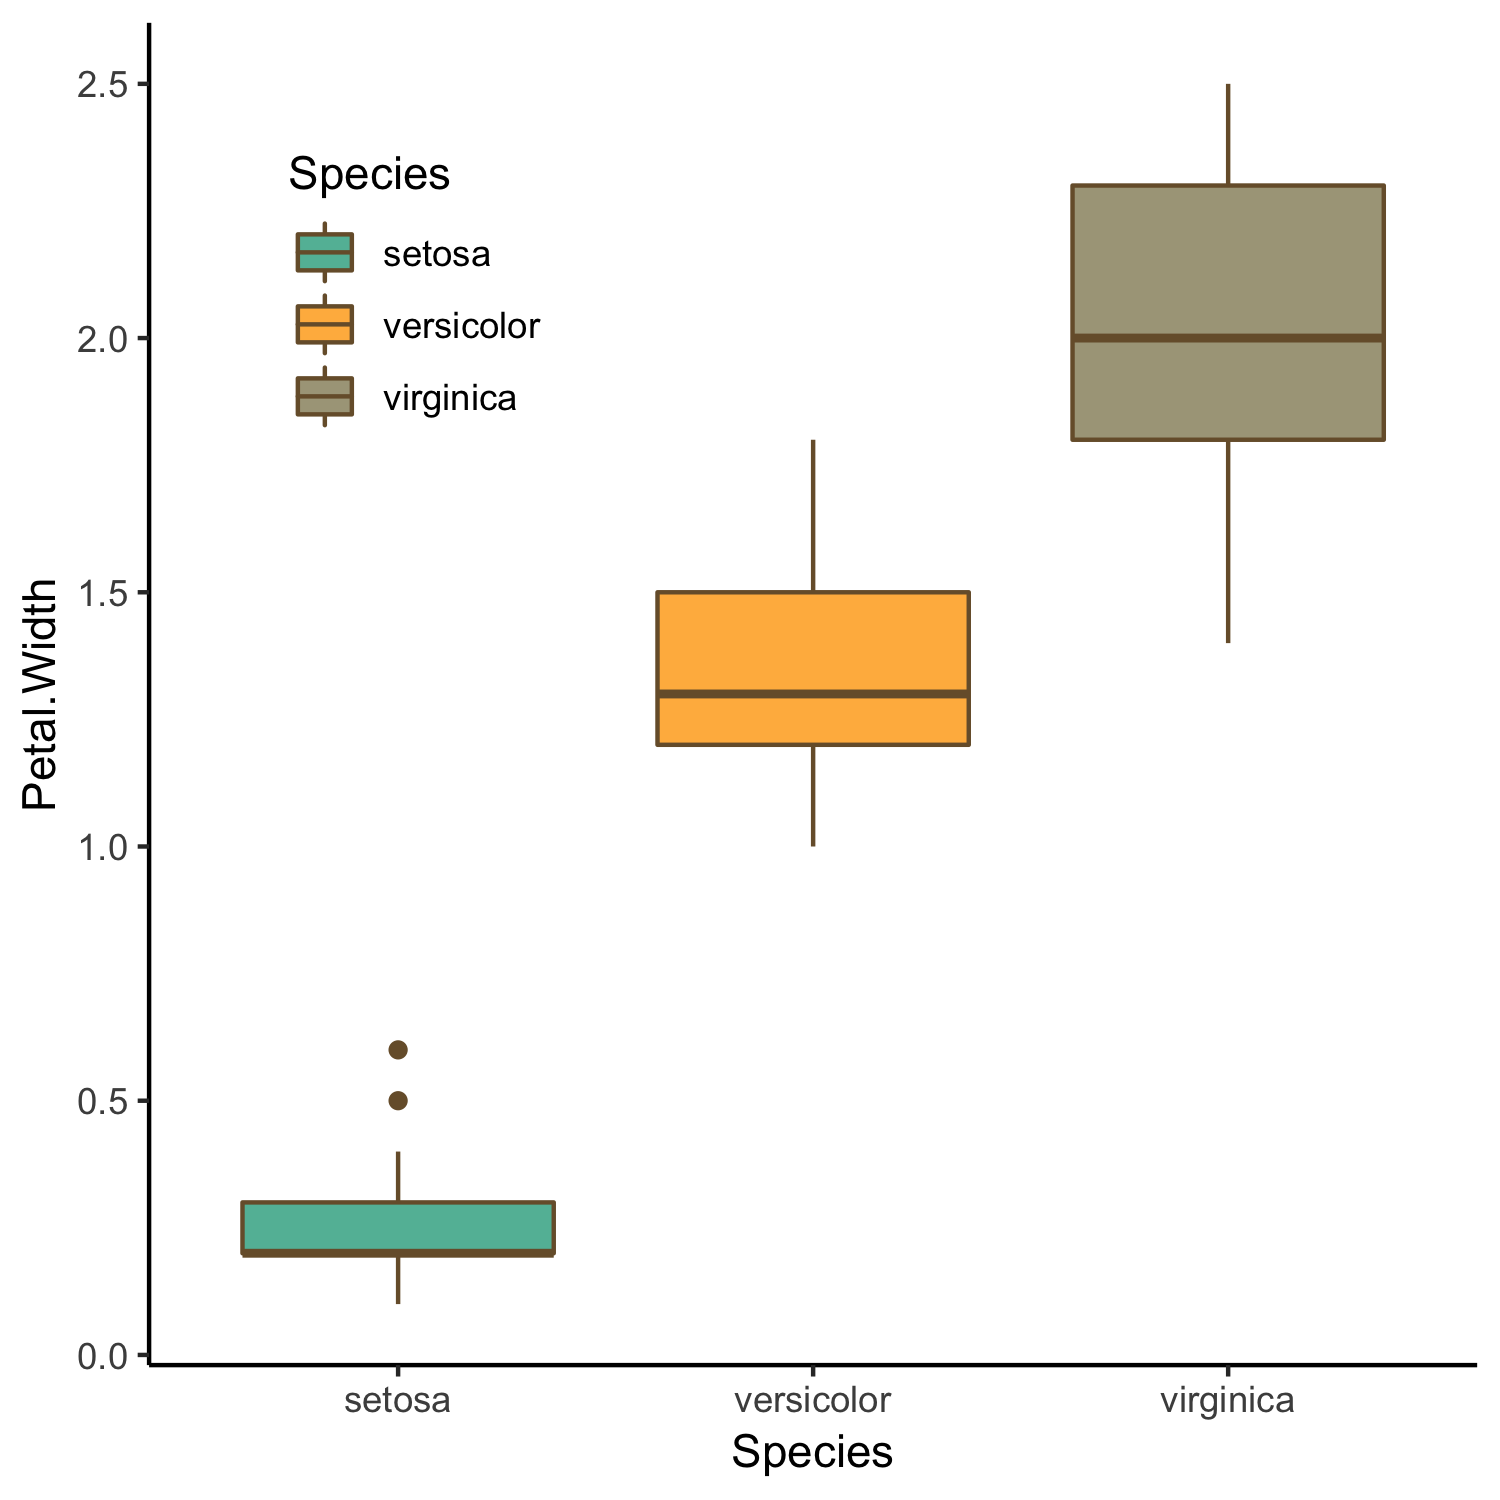 Species
setosa
versicolor
virginica
Petal.Width
2.5
2.0
1.5
1.0
0.5
0.0
setosa versicolor virginica
Species